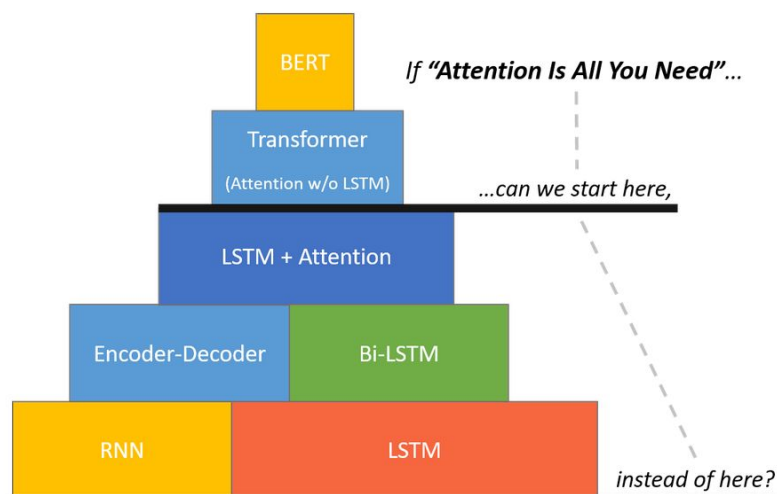 BERT
If “Attention Is All You Need”…
Transformer
(Attention w/o LSTM)
…can we start here,
LSTM + Attention
Encoder-Decoder
Bi-LSTM
RNN
LSTM
instead of here?